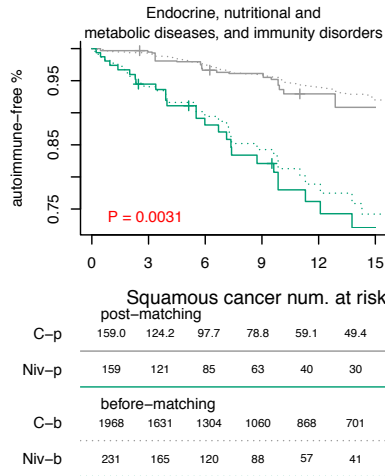 Endocrine, nutritional and
metabolic diseases, and immunity disorders
autoimmune−free %
0.95
0.85
0.75
P = 0.0031
0 3 6 9 12 15
Squamous cancer num. at risk
post−matching
C−p 159.0 124.2 97.7 78.8 59.1 49.4
Niv−p 159 121 85 63 40 30
before−matching
C−b 1968 1631 1304 1060 868 701
Niv−b 231 165 120 88 57 41